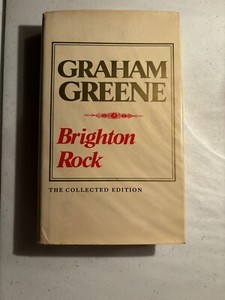 GRAHAM
GREENE
Brighton
Rock
THE COLLECTED EDITION